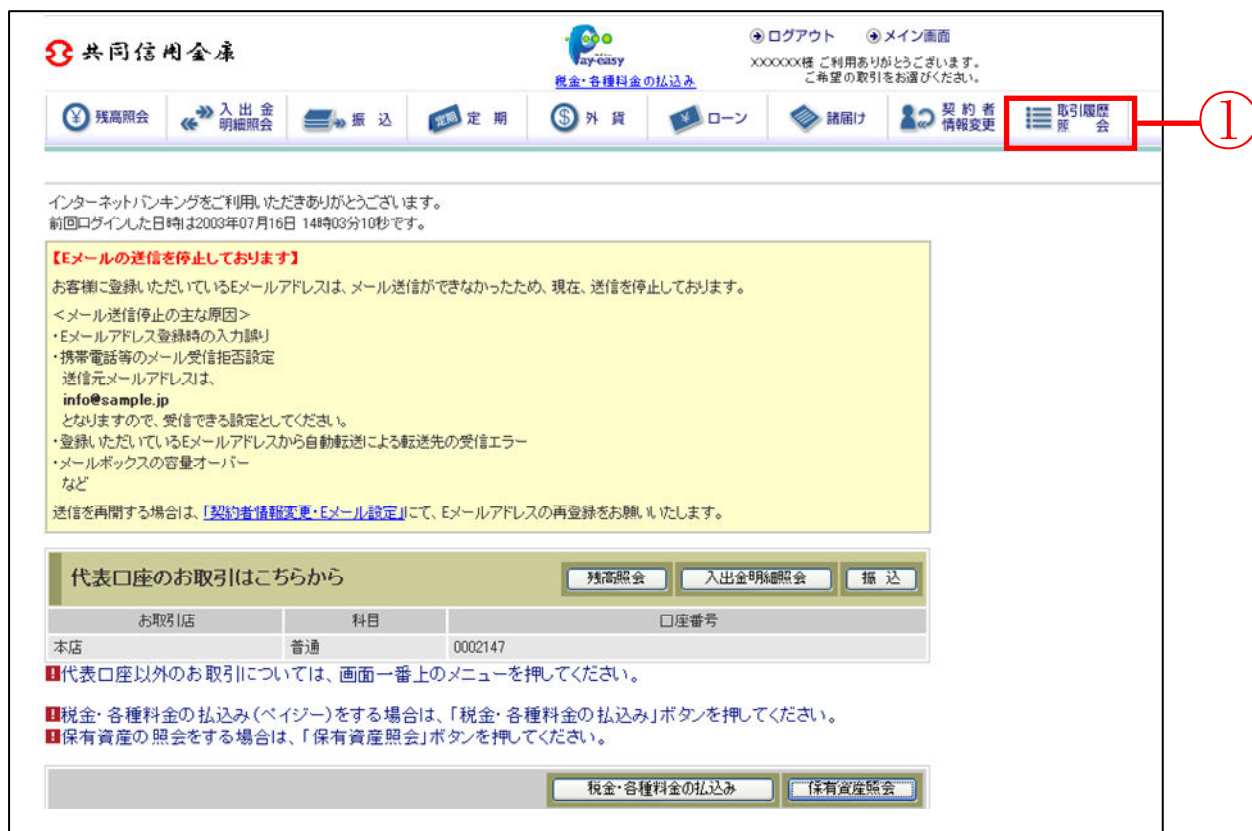 共同信用金庫
Pay-easy
税金・各種料金の払込み
ログアウト メイン画面
XXXXXX様 ご利用ありがとうございます。
ご希望の取引をお選びください。
残高照会
入出金
明細照会
振込
定期 定期
外貨
ローン
諸届け
契約者
情報変更
取引履歴
照会
①
インターネットバンキングをご利用いただきありがとうございます。
前回ログインした日時は2003年07月16日 14時03分10秒です。
【Eメールの送信を停止しております】
お客様に登録いただいているEメールアドレスは、メール送信ができなかったため、現在、送信を停止しております。
＜メール送信停止の主な原因＞
・Eメールアドレス登録時の入力誤り
・携帯電話等のメール受信拒否設定
送信元メールアドレスは、
info@sample.jp
となりますので、受信できる設定としてください。
・登録いただいているEメールアドレスから自動転送による転送先の受信エラー
・メールボックスの容量オーバー
など
送信を再開する場合は、「契約者情報変更・Eメール設定」にて、Eメールアドレスの再登録をお願いいたします。
代表口座のお取引はこちらから 残高照会 入出金明細照会 振込
お取引店 科目 口座番号
本店 普通 0002147
代表口座以外のお取引については、画面一番上のメニューを押してください。
税金・各種料金の払込み（ペイジー）をする場合は、「税金・各種料金の払込み」ボタンを押してください。
保有資産の照会をする場合は、「保有資産照会」ボタンを押してください。
税金・各種料金の払込み 保有資産照会